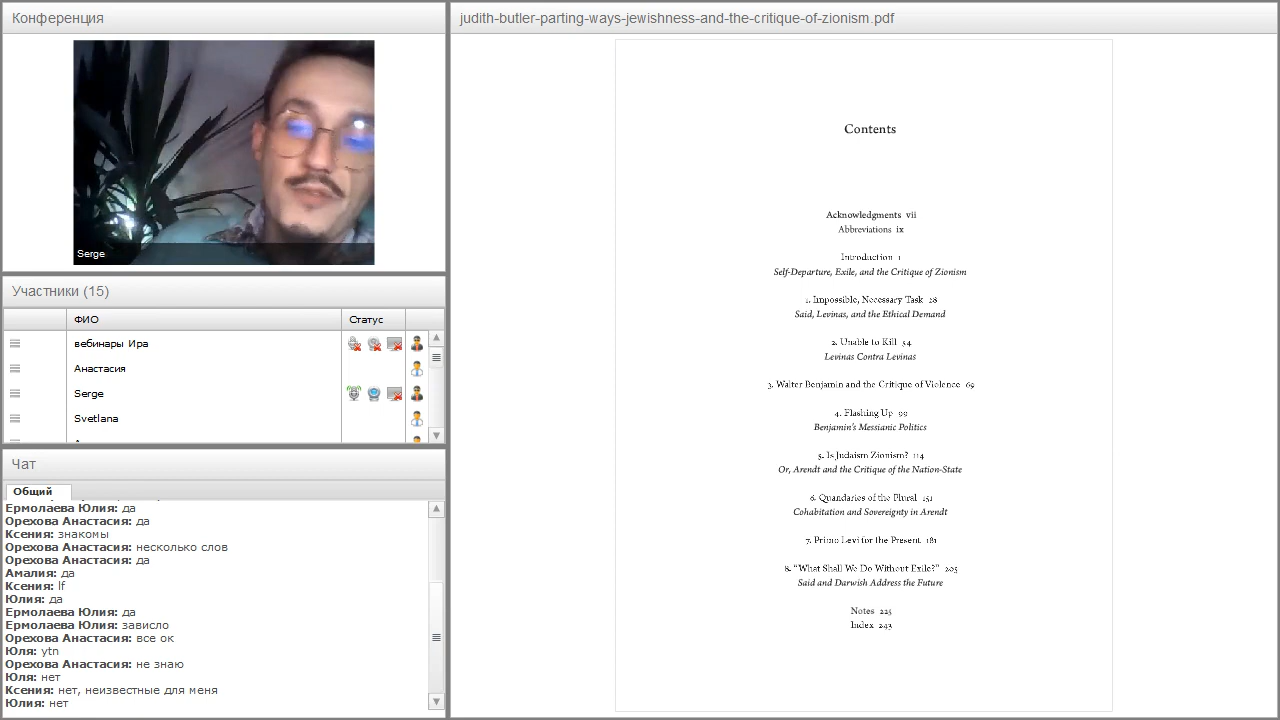 Конференция
Serge
Участники (15)
ФИО
Статус
вебинары Ира
Анастасия
Serge
Svetlana
Чат
Общий
Ермолаева Юлия: да
Орехова Анастасия: да
Ксения: знакомы
Орехова Анастасия: несколько слов
Орехова Анастасия: да
Амалия: да
Ксения: lf
Юлия: да
Ермолаева Юлия: да
Ермолаева Юлия: зависло
Орехова Анастасия: все ок
Юля: ytn
Орехова Анастасия: не знаю
Юля: нет
Ксения: нет, неизвестные для меня
Юлия: нет
judith-butler-parting-ways-jewishness-and-the-critique-of-zionism.pdf
Contents
Acknowledgments vii
Abbreviations ix
Introduction 1
Self-Departure, Exile, and the Critique of Zionism
1. Impossible, Necessary Task 28
Said, Levinas, and the Ethical Demand
2. Unable to Kill 54
Levinas Contra Levinas
3. Walter Benjamin and the Critique of Violence 69
4. Flashing Up 99
Benjamin's Messianic Politics
5. Is Judaism Zionism? 114
Or, Arendt and the Critique of the Nation-State
6. Quandaries of the Plural 151
Cohabitation and Sovereignty in Arendt
7. Primo Levi for the Present 181
8. “What Shall We Do Without Exile?” 205
Said and Darwish Address the Future
Notes 225
Index 243